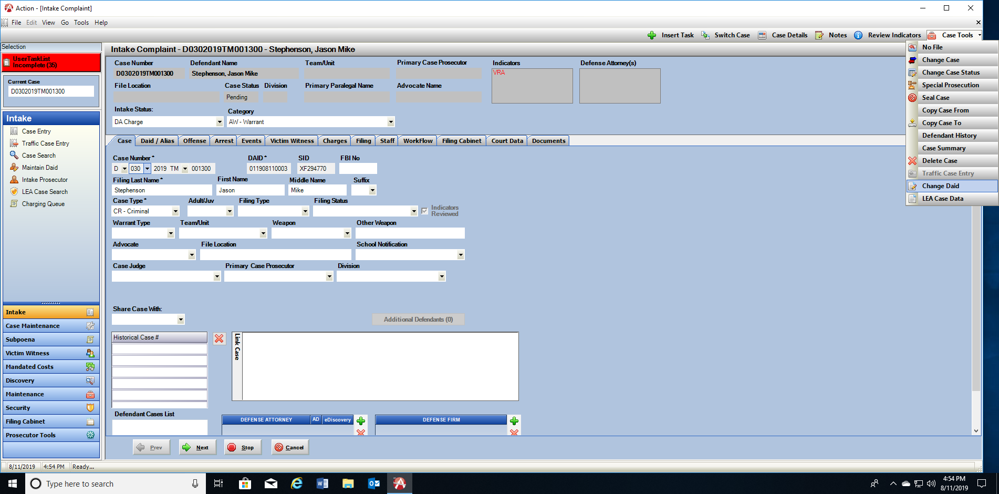 Action - [Intake Complaint]
File Edit View Go Tools Help
Insert Task Switch Case Case Details Notes Review Indicators Case Tools
Selection
UserTaskList
Incomplete (35)
Current Case
D0302019TM001300
Intake
Case Entry
Traffic Case Entry
Case Search
Maintain Daid
Intake Prosecutor
LEA Case Search
Charging Queue
Intake
Case Maintenance
Subpoena
Victim Witness
Mandated Costs
Discovery
Maintenance
Security
Filing Cabinet
Prosecutor Tools
Intake Complaint - D0302019TM001300 - Stephenson, Jason Mike
Case Number Defendant Name Team/Unit Primary Case Prosecutor Indicators Defense Attorney(s)
D0302019TM001300 Stephenson, Jason Mike VRA
File Location Case Status Division Primary Paralegal Name Advocate Name
Pending
Intake Status: Category
DA Charge AW - Warrant
Case Daid / Alias Offense Arrest Events Victim Witness Charges Filing Staff WorkFlow Filing Cabinet Court Data Documents
Case Number * DAID * SID FBI No
D 030 2019 TM 001300 011908110003 XF294770
Filing Last Name * First Name Middle Name Suffix
Stephenson Jason Mike
Case Type * Adult/Juv Filing Type Filing Status
CR - Criminal Indicators
Reviewed
Warrant Type Team/Unit Weapon Other Weapon
Advocate File Location School Notification
Case Judge Primary Case Prosecutor Division
Share Case With:
Additional Defendants (0)
Historical Case #
Link Case
Defendant Cases List
DEFENSE ATTORNEY AD eDiscovery DEFENSE FIRM
Prev Next Stop Cancel
No File
Change Case
Change Case Status
Special Prosecution
Seal Case
Copy Case From
Copy Case To
Defendant History
Case Summary
Delete Case
Traffic Case Entry
Change Daid
LEA Case Data
8/11/2019 4:54 PM Ready...
Type here to search
4:54 PM
8/11/2019